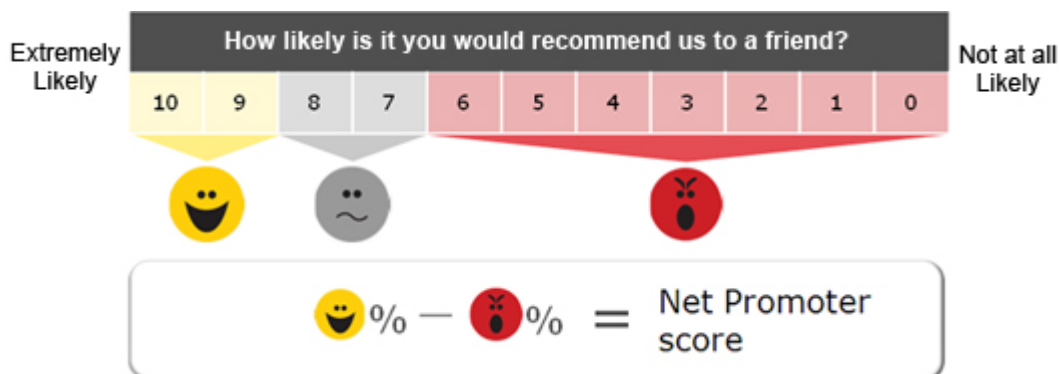 How likely is it you would recommend us to a friend?
Extremely
Likely
Not at all
Likely
10 9 8 7 6 5 4 3 2 1 0
% — % = Net Promoter
score